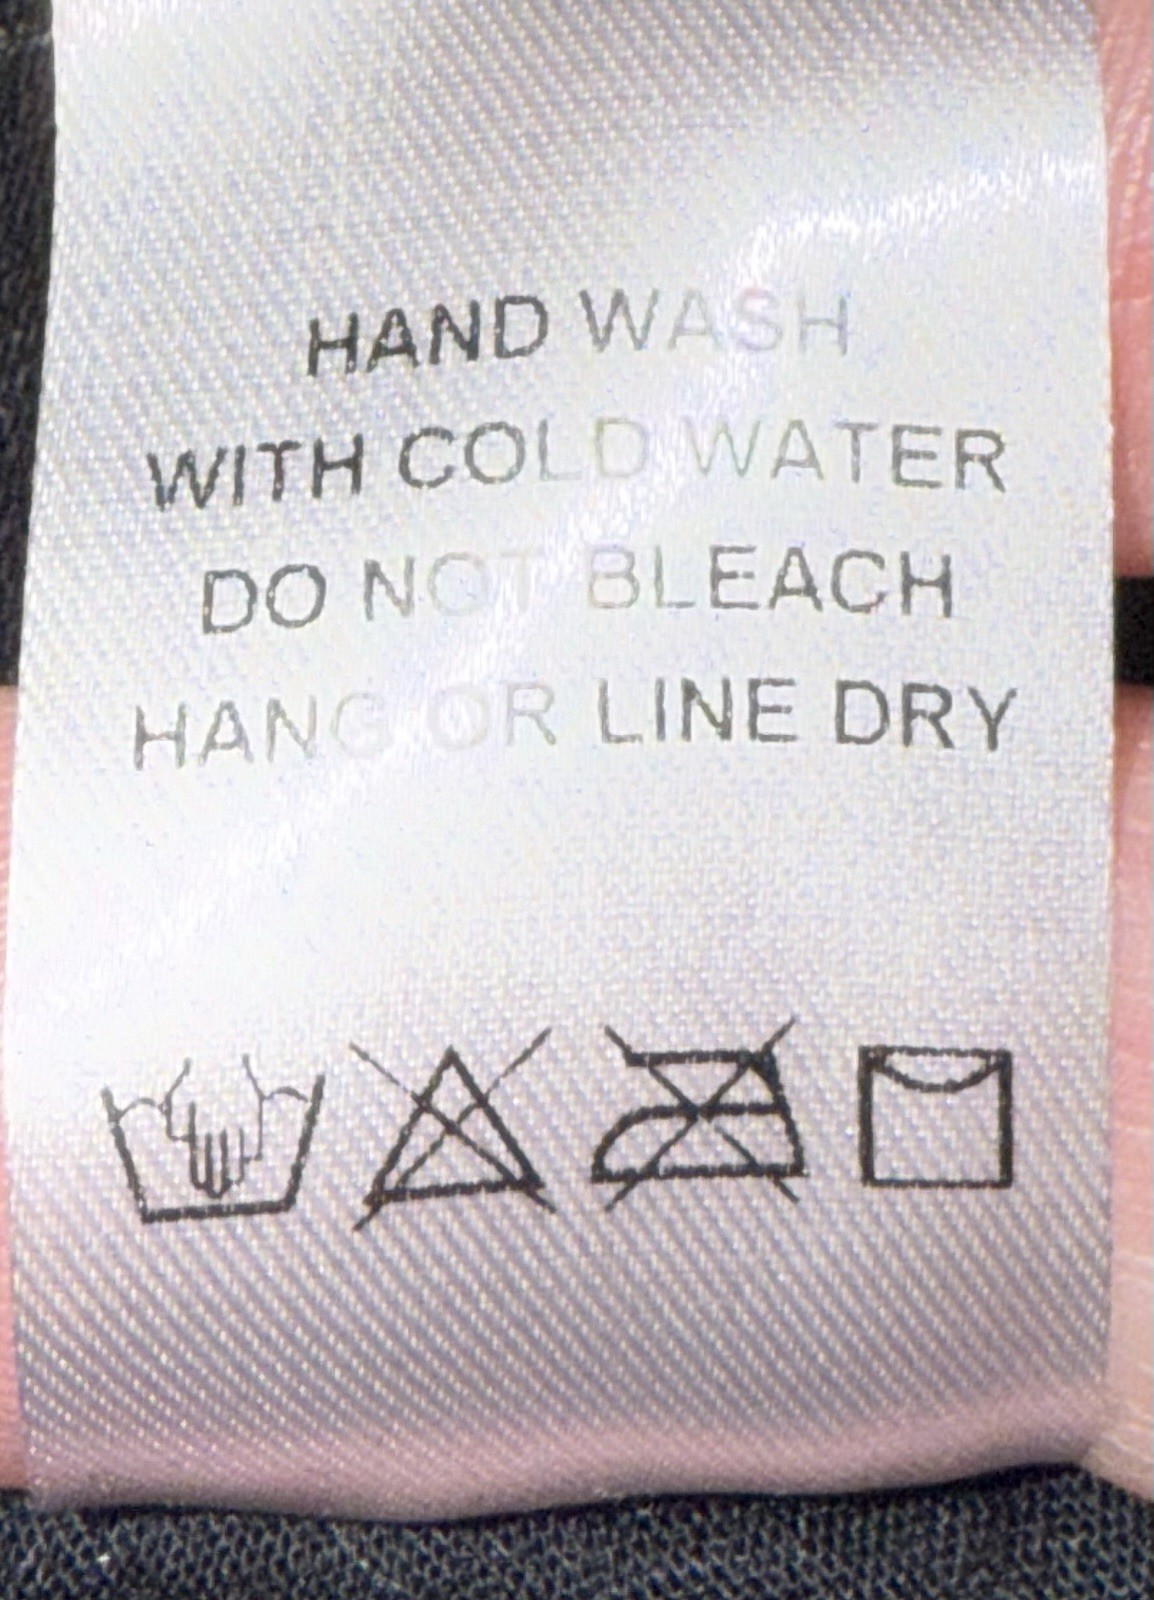 HAND WASH
WITH COLD WATER
DO NOT BLEACH
HANG OR LINE DRY